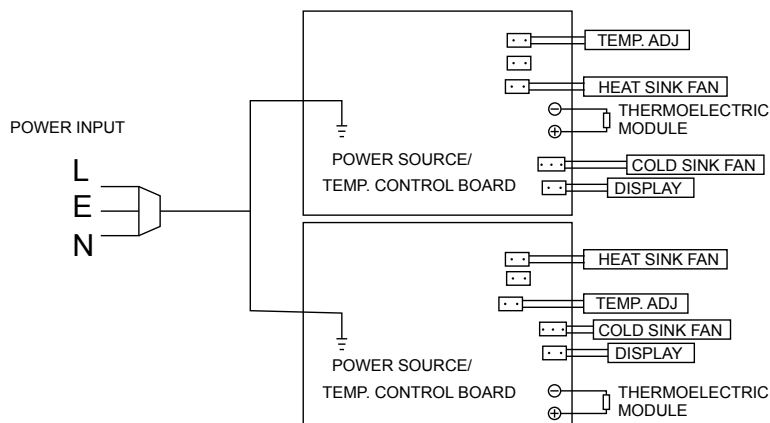 TEMP. ADJ
HEAT SINK FAN
THERMOELECTRIC
MODULE
POWER INPUT
L
E
N
POWER SOURCE/
TEMP. CONTROL BOARD
COLD SINK FAN
DISPLAY
HEAT SINK FAN
TEMP. ADJ
COLD SINK FAN
DISPLAY
POWER SOURCE/
TEMP. CONTROL BOARD
THERMOELECTRIC
MODULE